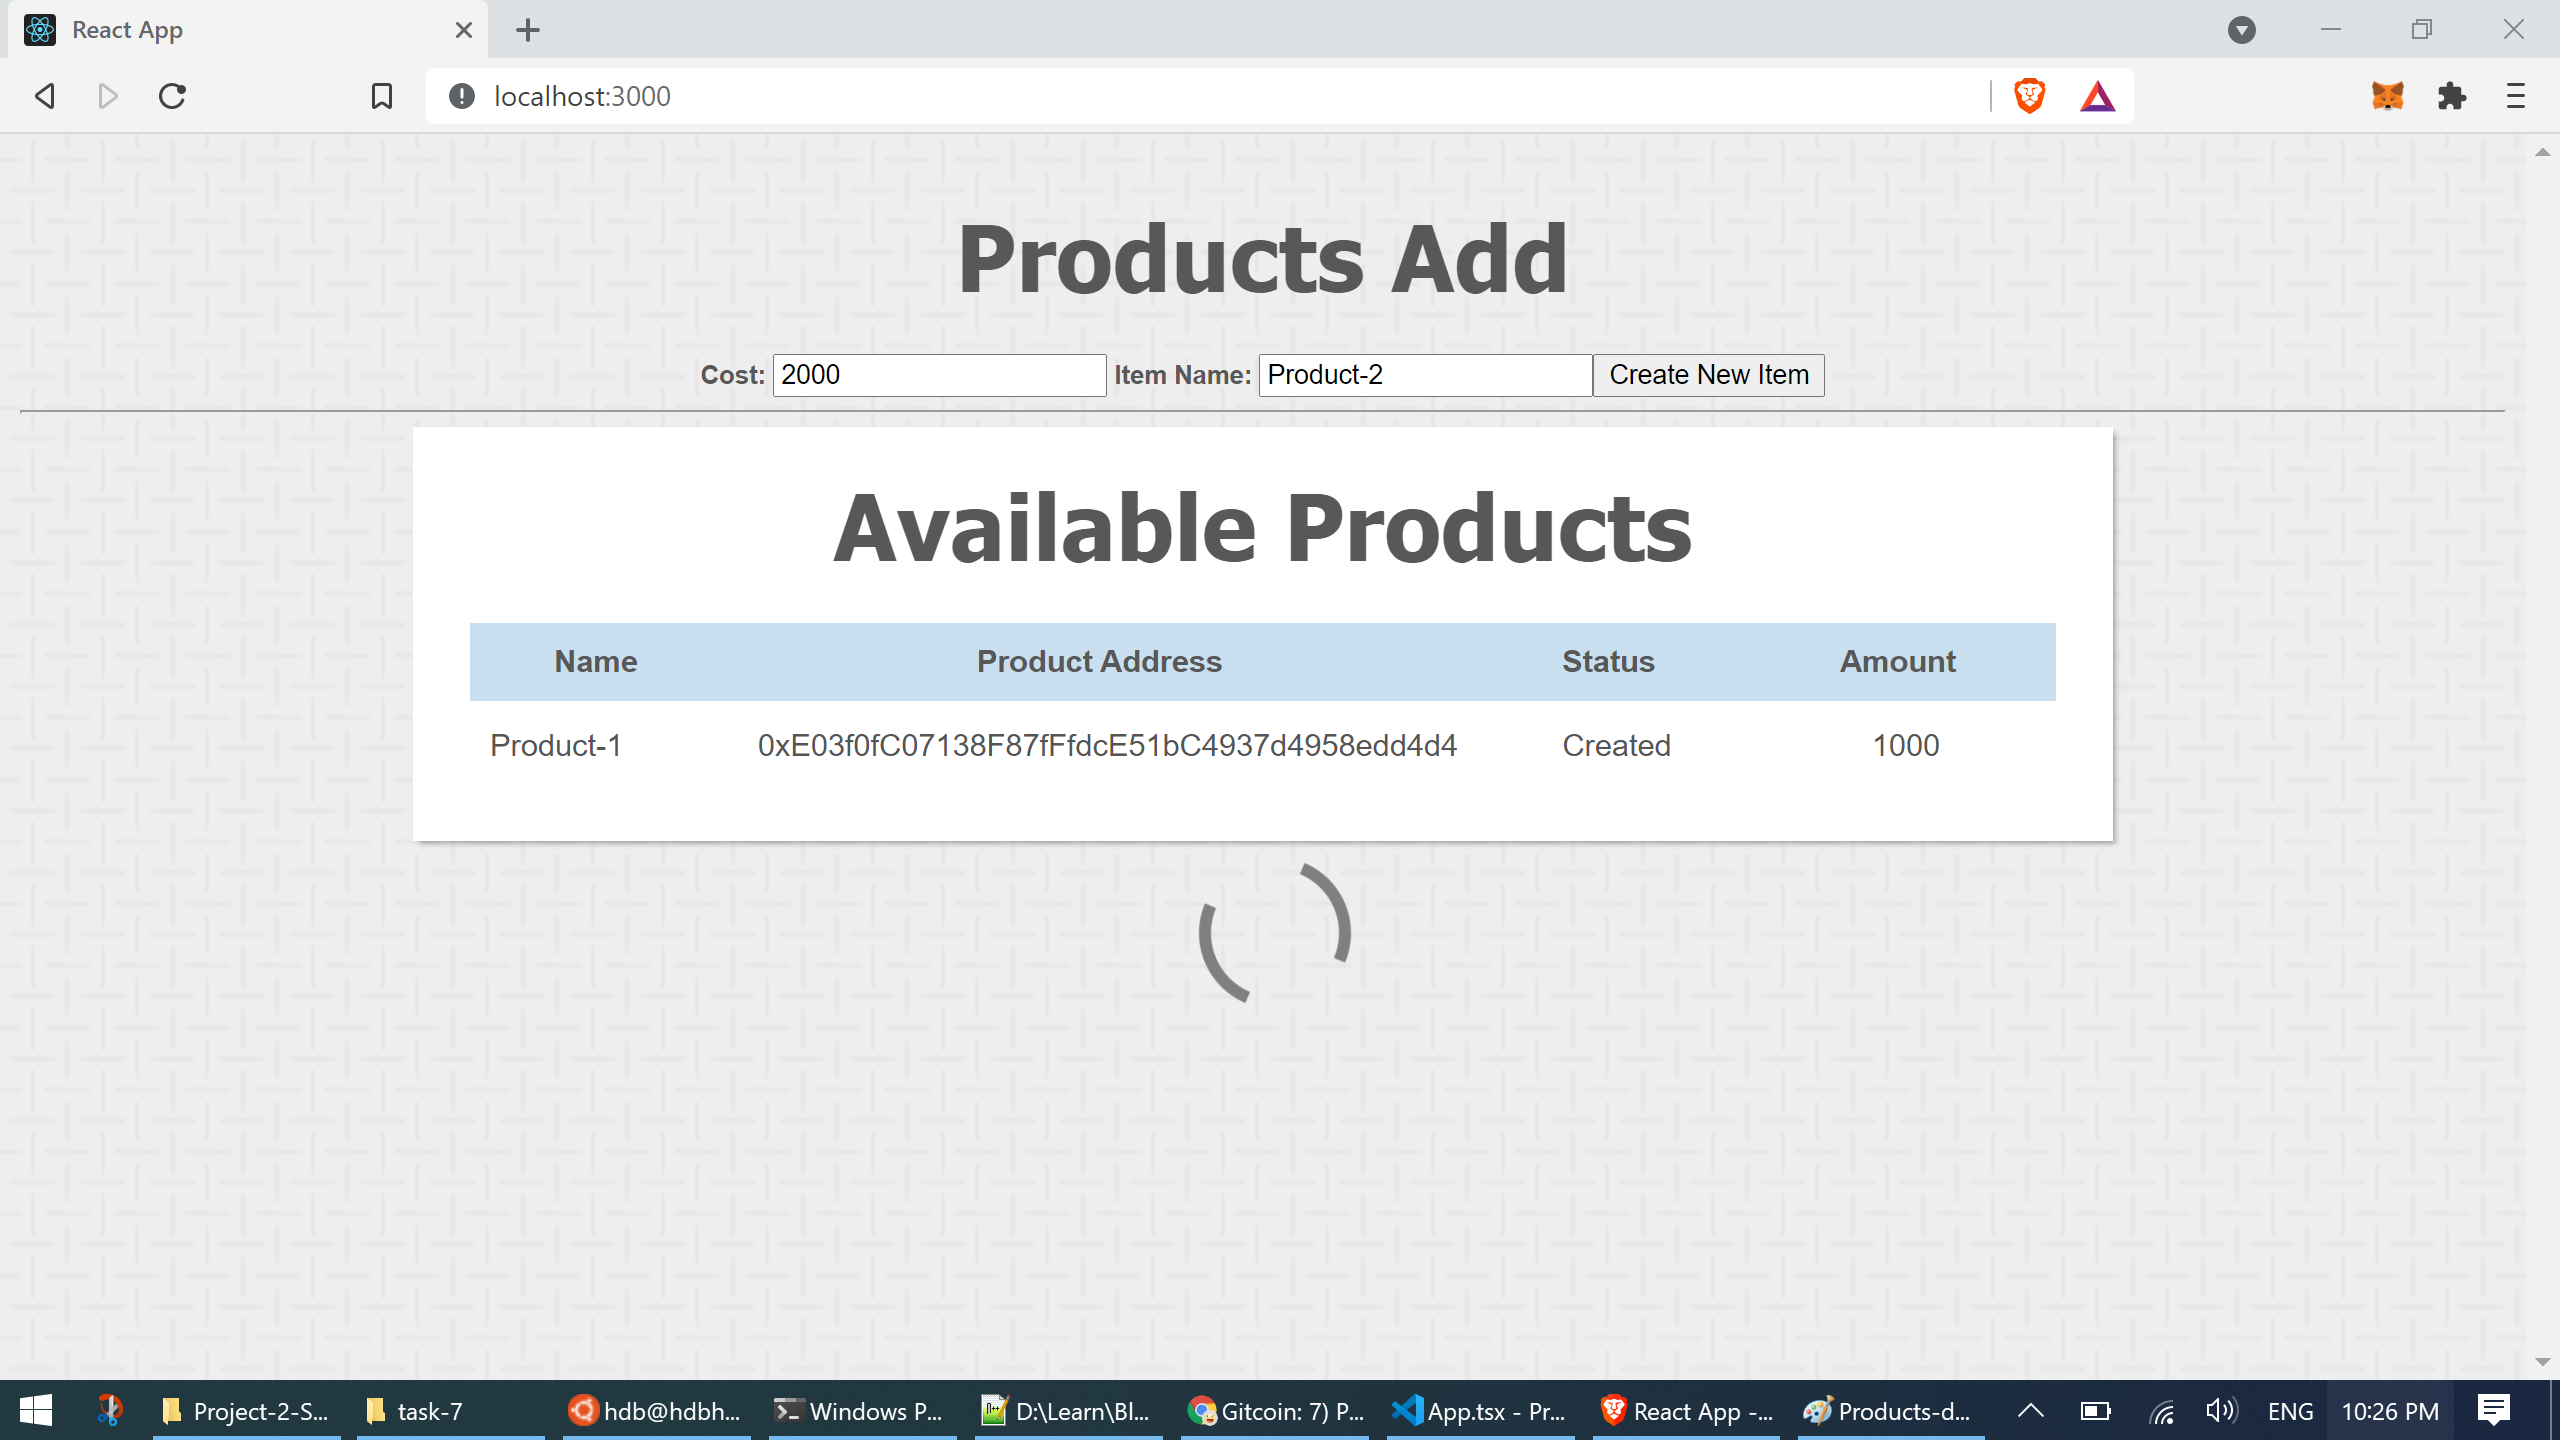 React App
localhost:3000
Products Add
Cost: 2000 Item Name: Product-2 Create New Item
Available Products
Name Product Address Status Amount
Product-1 0xE03f0fC07138F87fFfdcE51bC4937d4958edd4d4 Created 1000
Project-2-S... task-7 hdb@hdbh... Windows P... D:\Learn\Bl... Gitcoin: 7) P... App.tsx - Pr... React App -... Products-d... ENG 10:26 PM